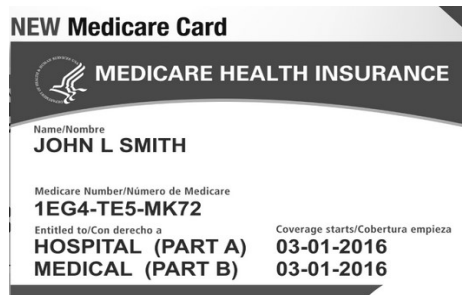 NEW Medicare Card
MEDICARE HEALTH INSURANCE
Name/Nombre
JOHN L SMITH
Medicare Number/Número de Medicare
1EG4-TE5-MK72
Entitled to/Con derecho a
Coverage starts/Cobertura empieza
HOSPITAL (PART A) 03-01-2016
MEDICAL (PART B) 03-01-2016